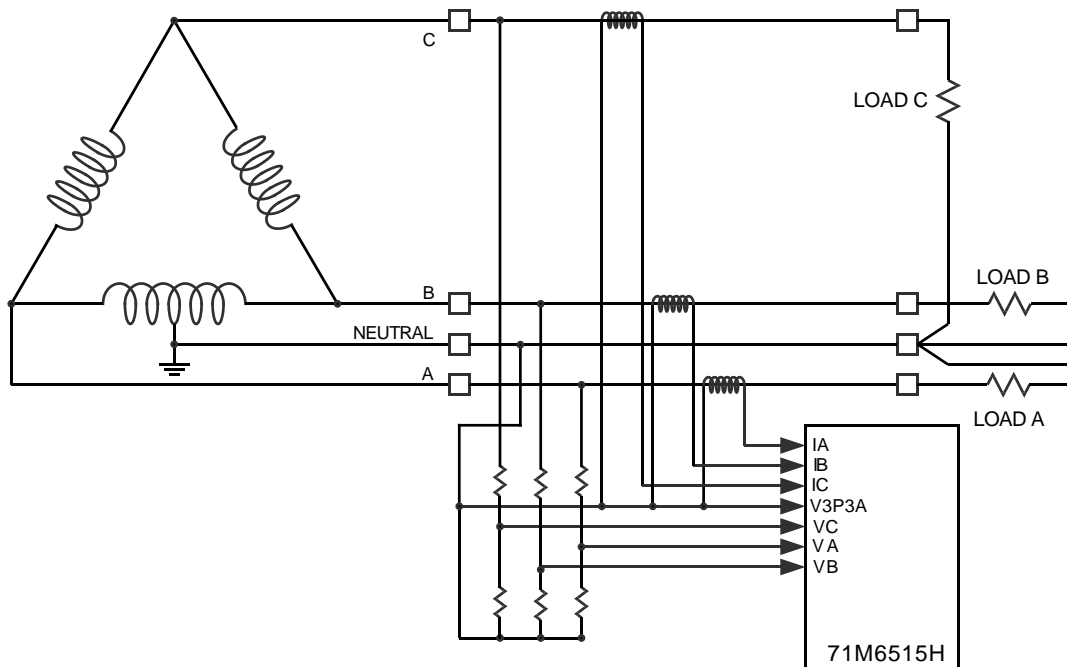 C
LOAD C
B
LOAD B
NEUTRAL
A
LOAD A
IA
IB
IC
V3P3A
VC
VA
VB
71M6515H